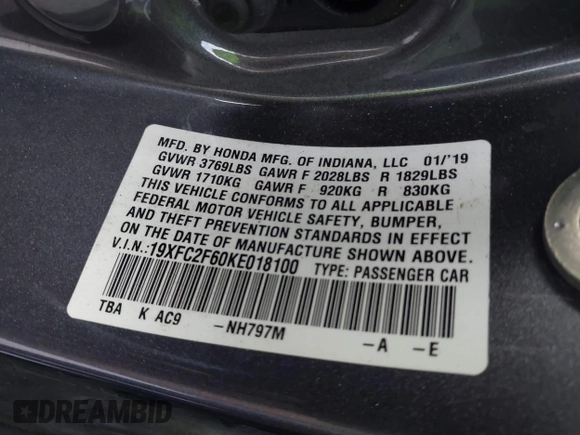 MFD. BY HONDA MFG. OF INDIANA, LLC 01/'19
GVWR 3769LBS GAWR F 2028LBS R 1829LBS
GVWR 1710KG GAWR F 920KG R 830KG
THIS VEHICLE CONFORMS TO ALL APPLICABLE
FEDERAL MOTOR VEHICLE SAFETY, BUMPER,
AND THEFT PREVENTION STANDARDS IN EFFECT
ON THE DATE OF MANUFACTURE SHOWN ABOVE.
V.I.N.:19XFC2F60KE018100 TYPE: PASSENGER CAR
TBA K AC9 -NH797M -A -E
DREAMBID